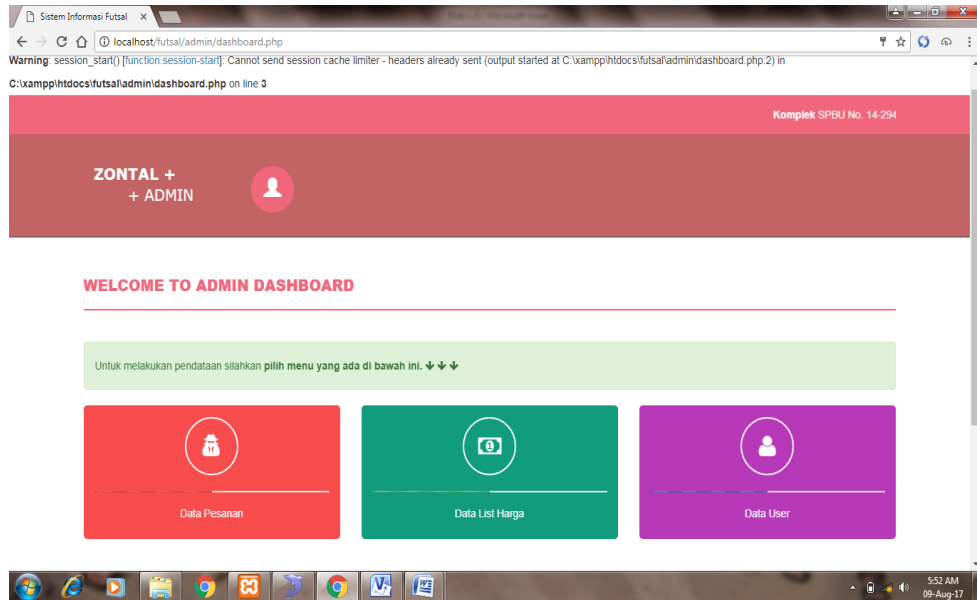 Sistem Informasi Futsal
localhost/futsal/admin/dashboard.php
Warning: session_start() [function.session-start]: Cannot send session cache limiter - headers already sent (output started at C:\xampp\htdocs\futsal\admin\dashboard.php:2) in
C:\xampp\htdocs\futsal\admin\dashboard.php on line 3
Komplek SPBU No. 14-294
ZONTAL +
+ ADMIN
WELCOME TO ADMIN DASHBOARD
Untuk melakukan pendataan silahkan pilih menu yang ada di bawah ini.
Data Pesanan
Data List Harga
Data User
5:52 AM
09-Aug-17